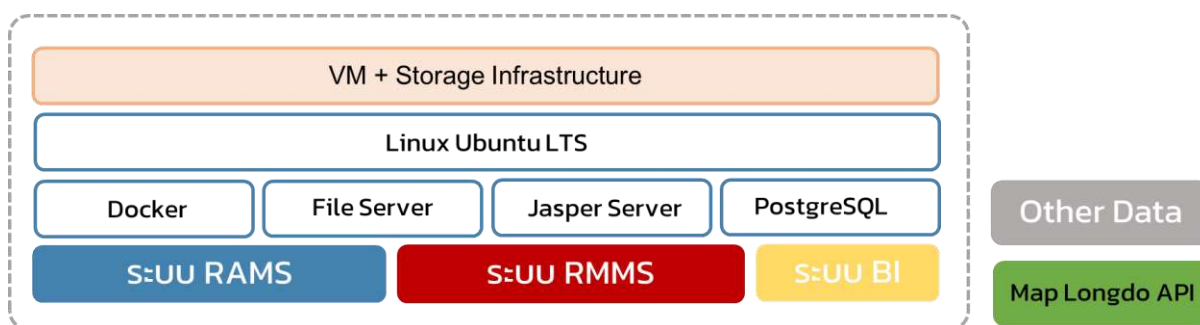 VM + Storage Infrastructure
Linux Ubuntu LTS
Docker
File Server
Jasper Server
PostgreSQL
ระบบ RAMS
ระบบ RMMS
ระบบ BI
Other Data
Map Longdo API